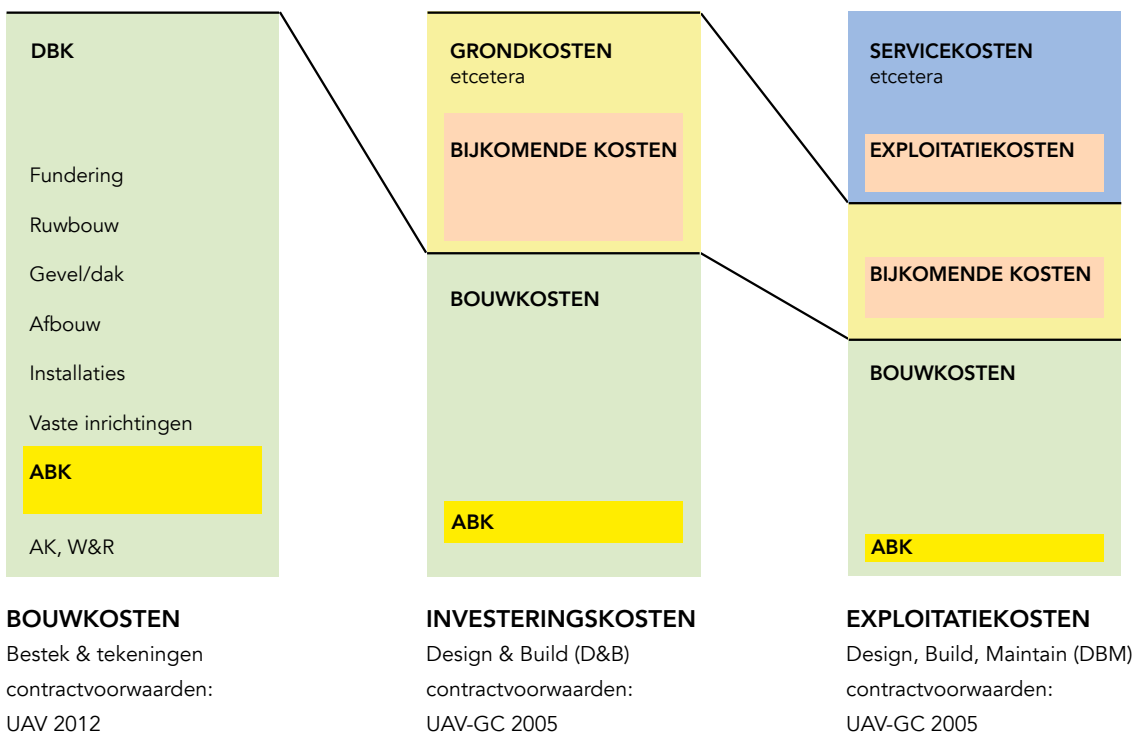 DBK
Fundering
Ruwbouw
Gevel/dak
Afbouw
Installaties
Vaste inrichtingen
ABK
AK, W&R
BOUWKOSTEN
Bestek & tekeningen
contractvoorwaarden:
UAV 2012
GRONDKOSTEN
etcetera
BIJKOMENDE KOSTEN
BOUWKOSTEN
ABK
INVESTERINGSKOSTEN
Design & Build (D&B)
contractvoorwaarden:
UAV-GC 2005
SERVICEKOSTEN
etcetera
EXPLOITATIEKOSTEN
BIJKOMENDE KOSTEN
BOUWKOSTEN
ABK
EXPLOITATIEKOSTEN
Design, Build, Maintain (DBM)
contractvoorwaarden:
UAV-GC 2005